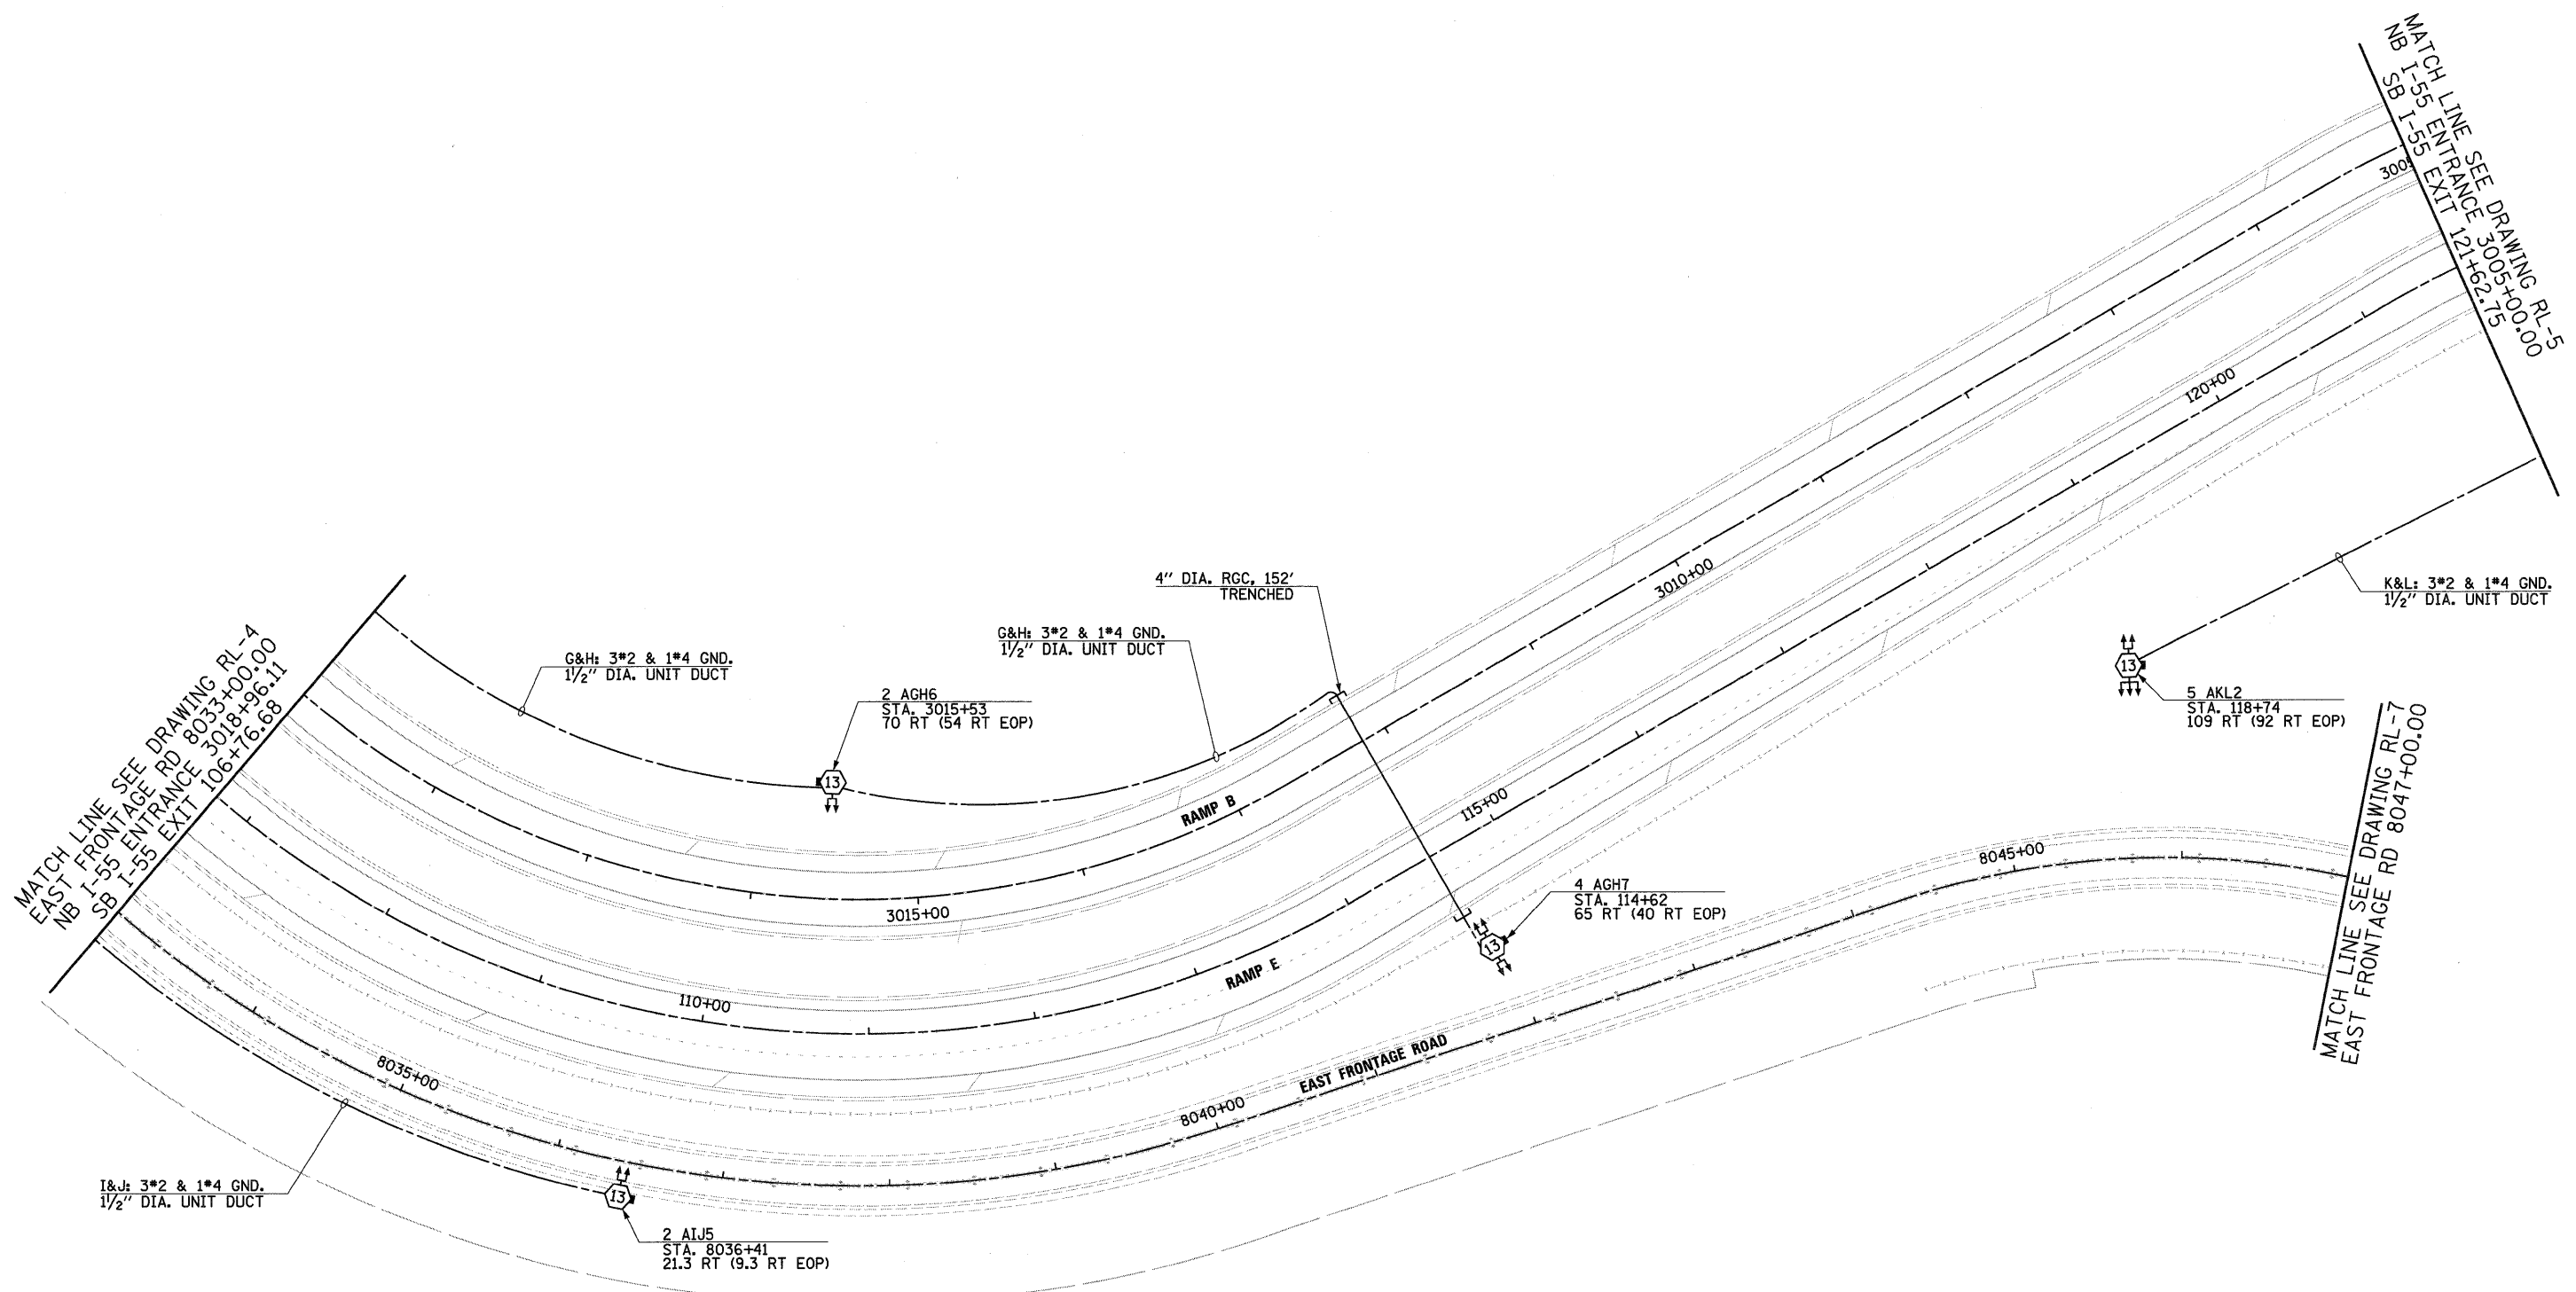 MATCH LINE SEE DRAWING RL-5
NB I-55 ENTRANCE 3005+00.00
SB I-55 EXIT 121+62.75
120+00
3010+00
4" DIA. RGC, 152'
TRENCHED
K&L: 3#2 & 1#4 GND.
1½" DIA. UNIT DUCT
G&H: 3#2 & 1#4 GND.
1½" DIA. UNIT DUCT
G&H: 3#2 & 1#4 GND.
1½" DIA. UNIT DUCT
2 AGH6
STA. 3015+53
70 RT (54 RT EOP)
13
13
5 AKL2
STA. 118+74
109 RT (92 RT EOP)
MATCH LINE SEE DRAWING RL-4
EAST FRONTAGE RD 8033+00.00
NB I-55 ENTRANCE 3018+96.11
SB I-55 EXIT 106+76.68
RAMP B
115+00
3015+00
MATCH LINE SEE DRAWING RL-7
EAST FRONTAGE RD 8047+00.00
8045+00
4 AGH7
STA. 114+62
65 RT (40 RT EOP)
13
RAMP E
110+00
8035+00
EAST FRONTAGE ROAD
8040+00
I&J: 3#2 & 1#4 GND.
1½" DIA. UNIT DUCT
13
2 AIJ5
STA. 8036+41
21.3 RT (9.3 RT EOP)